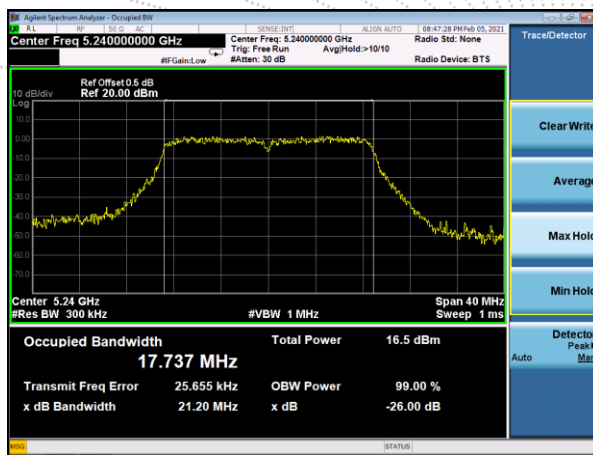 Agilent Spectrum Analyzer - Occupied BW
RL RF 50 Ω AC SENSE:INT ALIGN AUTO 08:47:28 PM Feb 05, 2021
Center Freq 5.240000000 GHz
Center Freq: 5.240000000 GHz Radio Std: None
Trig: Free Run Avg|Hold:>10/10
#IFGain:Low #Atten: 30 dB Radio Device: BTS
Ref Offset 0.5 dB
10 dB/div Ref 20.00 dBm
Log
10.0
0.00
-10.0
-20.0
-30.0
-40.0
-50.0
-60.0
-70.0
Center 5.24 GHz Span 40 MHz
#Res BW 300 kHz #VBW 1 MHz Sweep 1 ms
Occupied Bandwidth Total Power 16.5 dBm
17.737 MHz
Transmit Freq Error 25.655 kHz OBW Power 99.00 %
x dB Bandwidth 21.20 MHz x dB -26.00 dB
MSG STATUS
Trace/Detector
Clear Write
Average
Max Hold
Min Hold
Detector
Peak
Auto Man